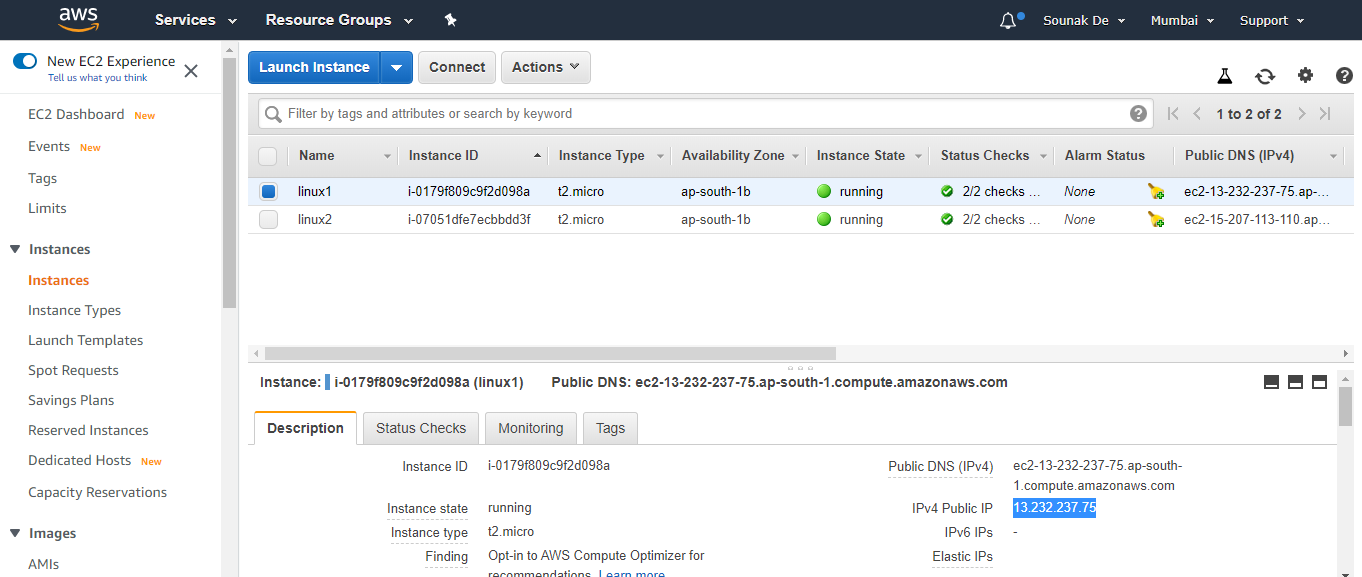 aws Services Resource Groups Sounak De Mumbai Support
New EC2 Experience
Tell us what you think
EC2 Dashboard New
Events New
Tags
Limits
Instances
Instances
Instance Types
Launch Templates
Spot Requests
Savings Plans
Reserved Instances
Dedicated Hosts New
Capacity Reservations
Images
AMIs
Launch Instance Connect Actions
Filter by tags and attributes or search by keyword 1 to 2 of 2
Name Instance ID Instance Type Availability Zone Instance State Status Checks Alarm Status Public DNS (IPv4)
linux1 i-0179f809c9f2d098a t2.micro ap-south-1b running 2/2 checks ... None ec2-13-232-237-75.ap-...
linux2 i-07051dfe7ecbbdd3f t2.micro ap-south-1b running 2/2 checks ... None ec2-15-207-113-110.ap...
Instance: i-0179f809c9f2d098a (linux1) Public DNS: ec2-13-232-237-75.ap-south-1.compute.amazonaws.com
Description Status Checks Monitoring Tags
Instance ID i-0179f809c9f2d098a Public DNS (IPv4) ec2-13-232-237-75.ap-south-
1.compute.amazonaws.com
Instance state running IPv4 Public IP 13.232.237.75
Instance type t2.micro IPv6 IPs -
Finding Opt-in to AWS Compute Optimizer for Elastic IPs
recommendations. Learn more